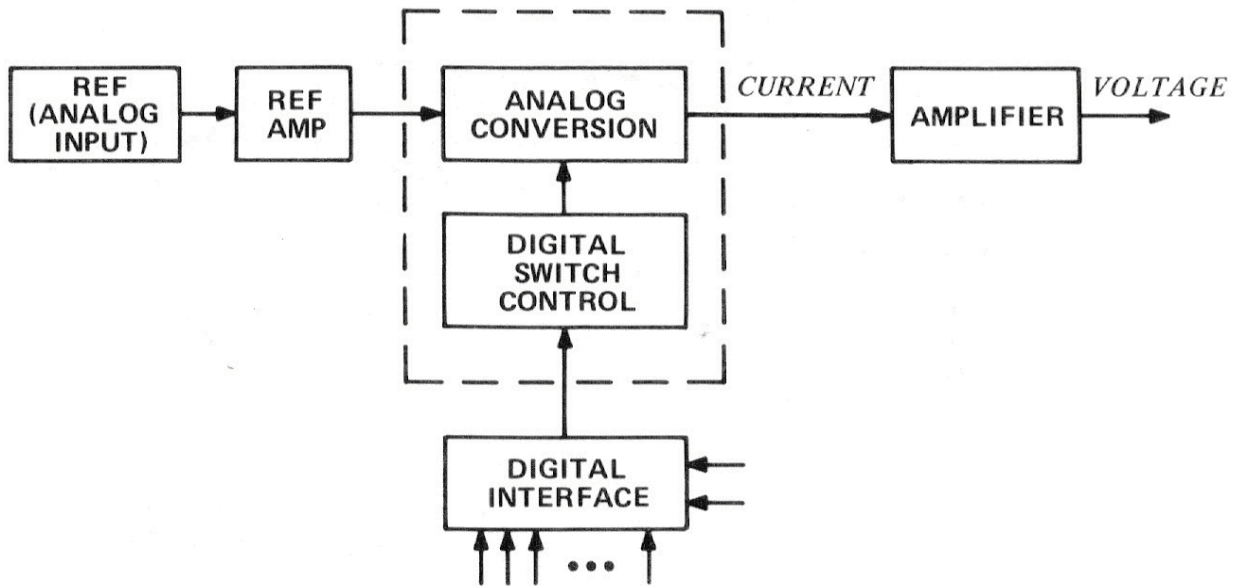 REF
(ANALOG
INPUT)
REF
AMP
ANALOG
CONVERSION
CURRENT
AMPLIFIER
VOLTAGE
DIGITAL
SWITCH
CONTROL
DIGITAL
INTERFACE